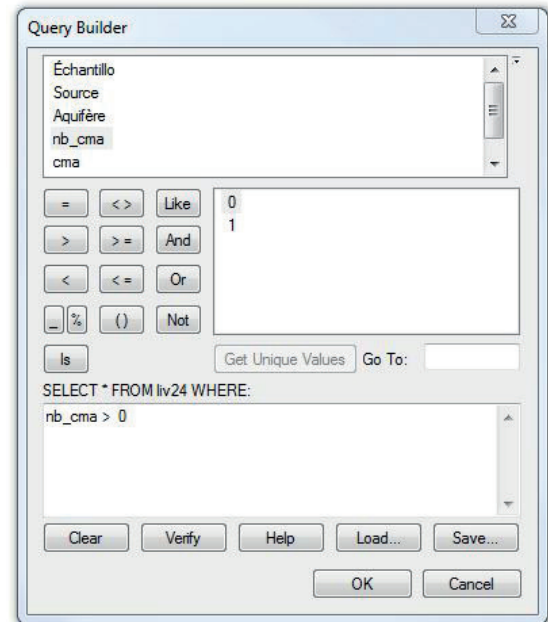 Query Builder
Échantillo
Source
Aquifère
nb_cma
cma
= < > Like
> > = And
< < = Or
_ % ( ) Not
Is
0
1
Get Unique Values Go To:
SELECT * FROM liv24 WHERE:
nb_cma > 0
Clear Verify Help Load... Save...
OK Cancel